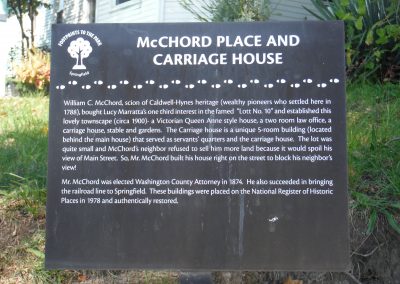 FOOTPRINTS TO THE PARK
Springfield
McCHORD PLACE AND
CARRIAGE HOUSE
William C. McChord, scion of Caldwell-Hynes heritage (wealthy pioneers who settled here in
1788), bought Lucy Marratta's one third interest in the famed "Lott No. 10" and established this
lovely townscape (circa 1900)- a Victorian Queen Anne style house, a two room law office, a
carriage house, stable and gardens. The Carriage House is a unique 5-room building (located
behind the main house) that served as servants' quarters and the carriage house. The lot was
quite small and McChord's neighbor refused to sell him more land because it would spoil his
view of Main Street. So, Mr. McChord built his house right on the street to block his neighbor's
view!
Mr. McChord was elected Washington County Attorney in 1874. He also succeeded in bringing
the railroad line to Springfield. These buildings were placed on the National Register of Historic
Places in 1978 and authentically restored.